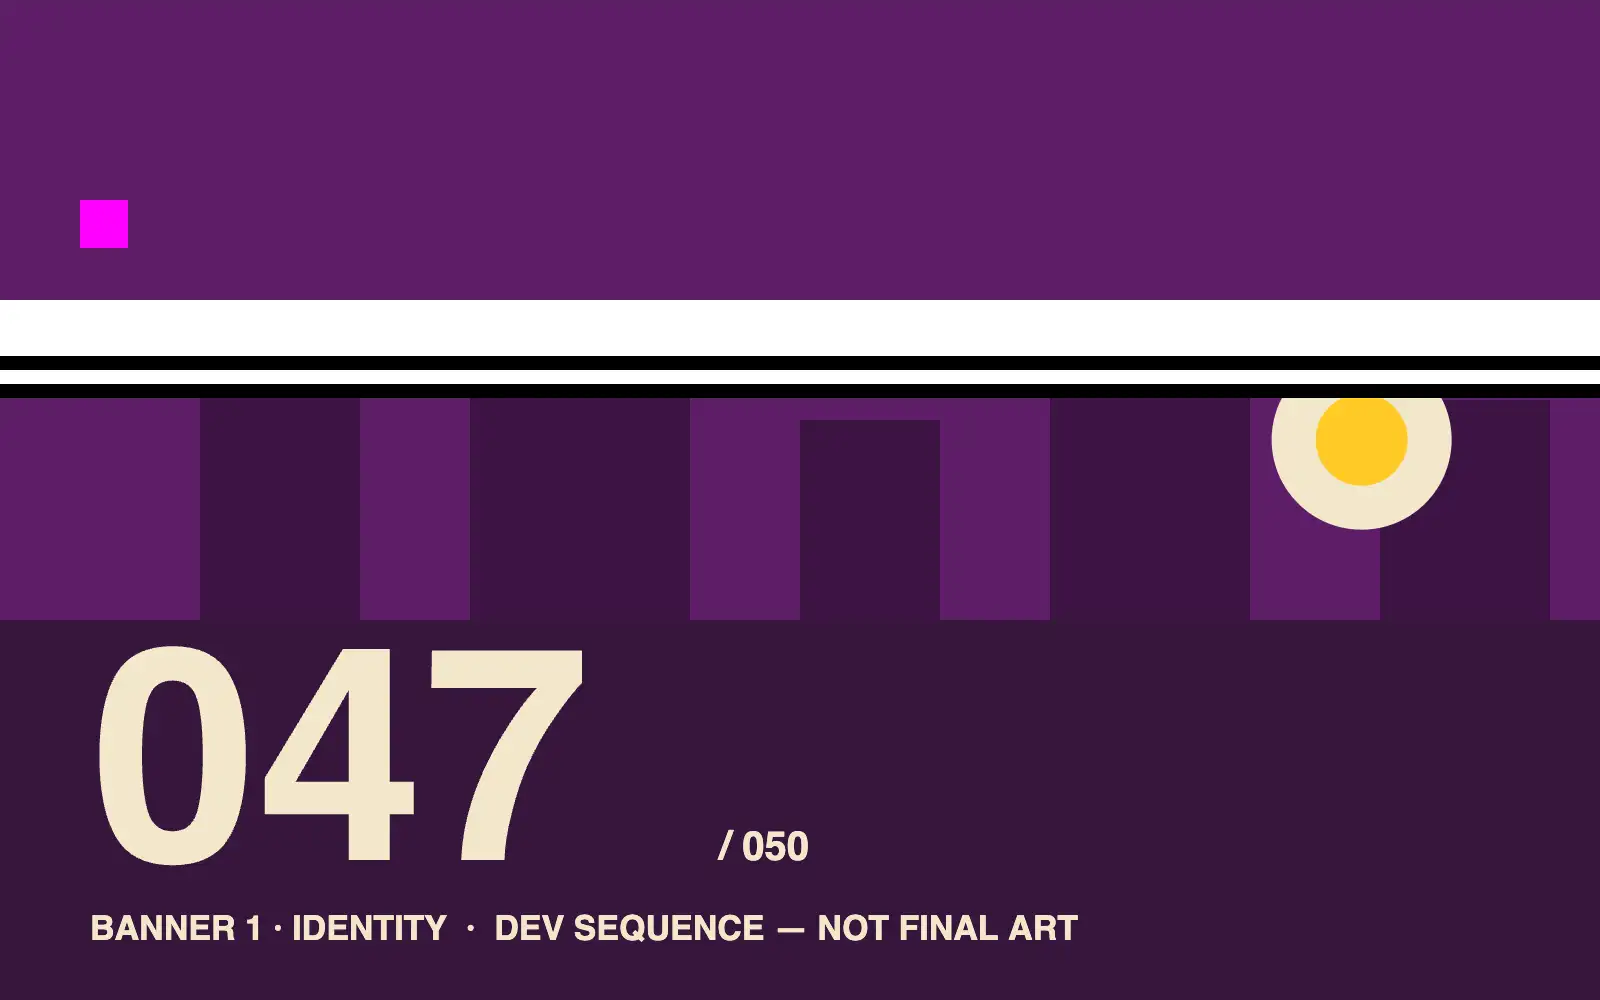 047 / 050
BANNER 1 · IDENTITY · DEV SEQUENCE — NOT FINAL ART